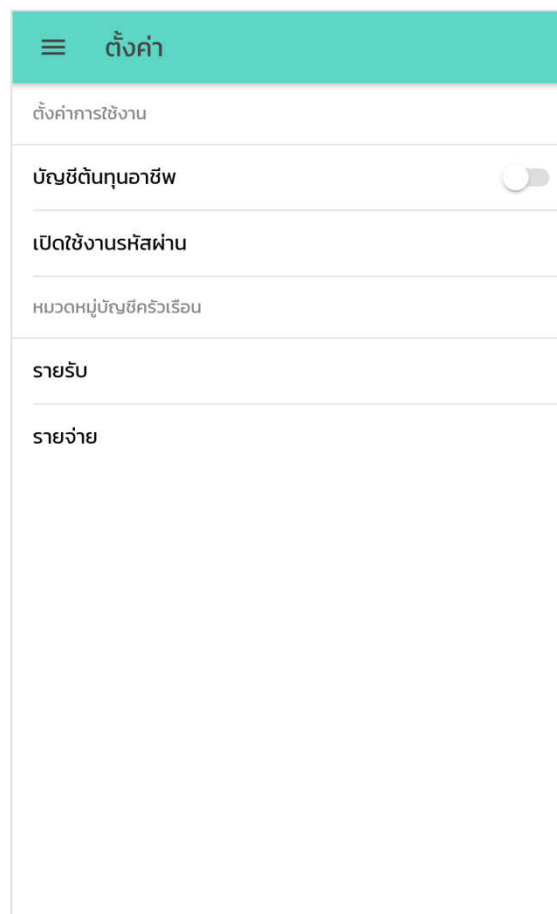 ตั้งค่า
ตั้งค่าการใช้งาน
บัญชีต้นทุนอาชีพ
เปิดใช้งานรหัสผ่าน
หมวดหมู่บัญชีครัวเรือน
รายรับ
รายจ่าย